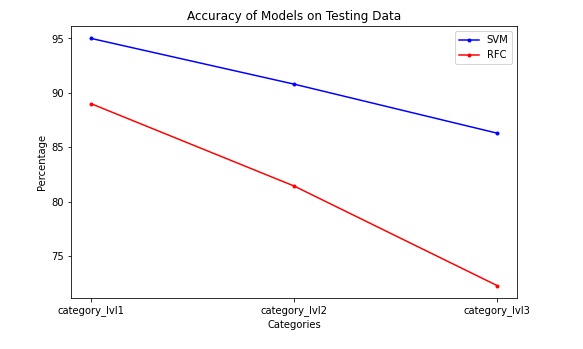 Accuracy of Models on Testing Data
SVM
RFC
Percentage
95
90
85
80
75
category_lvl1
category_lvl2
category_lvl3
Categories